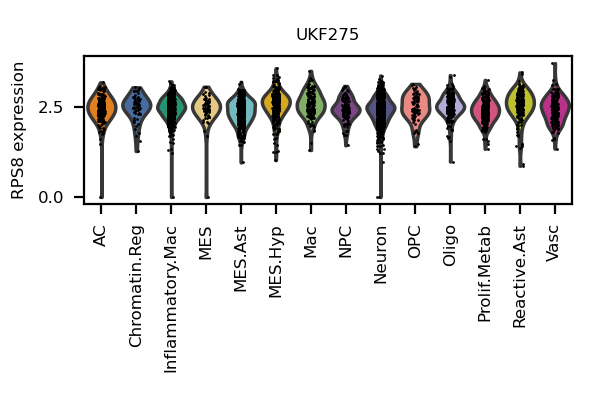 UKF275
RPS8 expression
2.5
0.0
AC
Chromatin.Reg
Inflammatory.Mac
MES
MES.Ast
MES.Hyp
Mac
NPC
Neuron
OPC
Oligo
Prolif.Metab
Reactive.Ast
Vasc